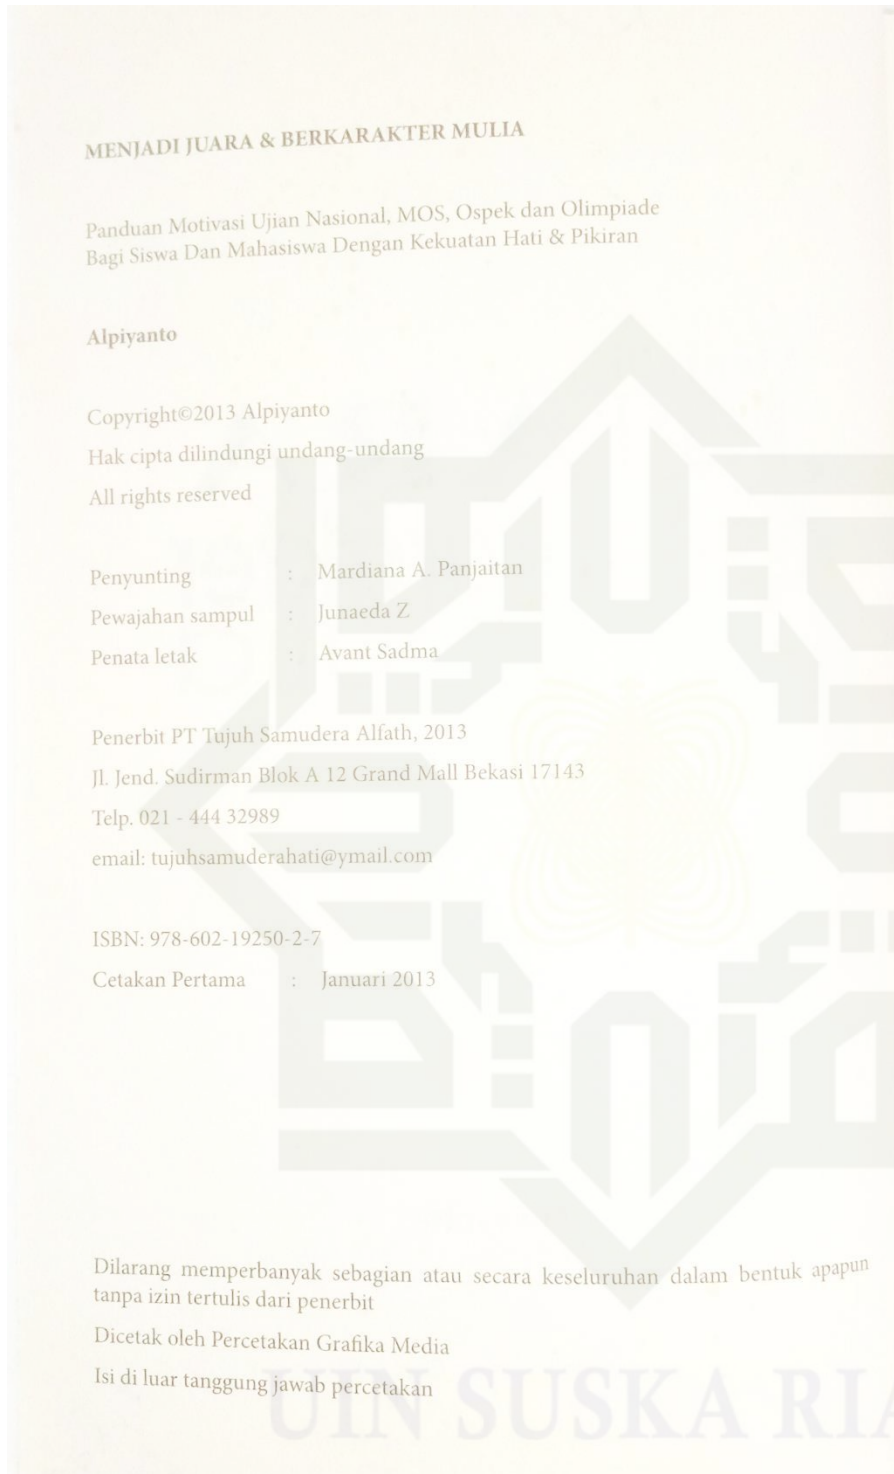 MENJADI JUARA & BERKARAKTER MULIA
Panduan Motivasi Ujian Nasional, MOS, Ospek dan Olimpiade
Bagi Siswa Dan Mahasiswa Dengan Kekuatan Hati & Pikiran
Alpiyanto
Copyright©2013 Alpiyanto
Hak cipta dilindungi undang-undang
All rights reserved
Penyunting : Mardiana A. Panjaitan
Pewajahan sampul : Junaeda Z
Penata letak : Avant Sadma
Penerbit PT Tujuh Samudera Alfath, 2013
Jl. Jend. Sudirman Blok A 12 Grand Mall Bekasi 17143
Telp. 021 - 444 32989
email: tujuhsamuderahati@ymail.com
ISBN: 978-602-19250-2-7
Cetakan Pertama : Januari 2013
Dilarang memperbanyak sebagian atau secara keseluruhan dalam bentuk apapun
tanpa izin tertulis dari penerbit
Dicetak oleh Percetakan Grafika Media
Isi di luar tanggung jawab percetakan
UIN SUSKA RIA